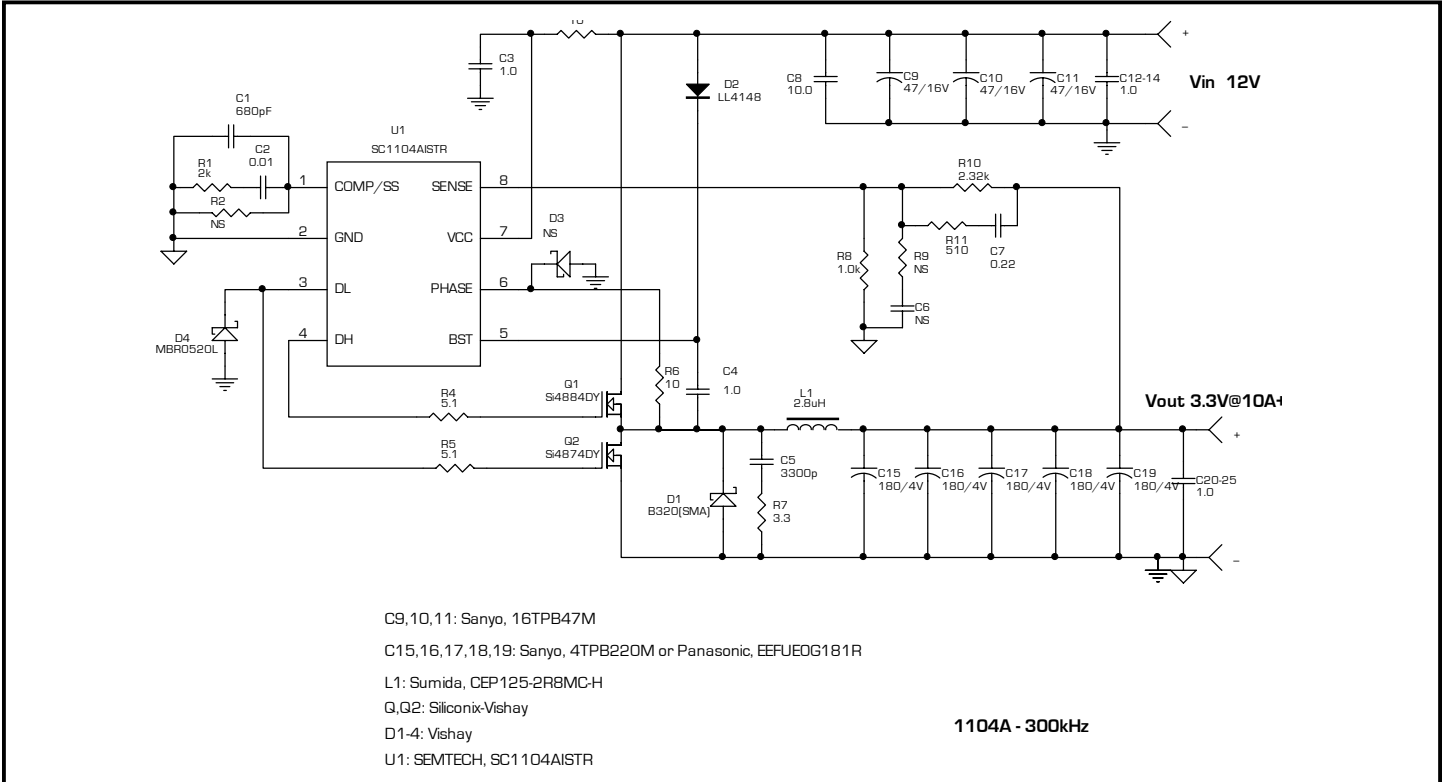 C3
1.0
D2
LL4148
C8
10.0
C9
47/16V
C10
47/16V
C11
47/16V
C12-14
1.0
+
Vin 12V
–
C1
680pF
C2
0.01
R1
2k
R2
NS
U1
SC1104AISTR
1
COMP/SS
SENSE
8
2
GND
VCC
7
3
DL
PHASE
6
4
DH
BST
5
D3
NS
D4
MBR0520L
R10
2.32k
R11
510
C7
0.22
R8
1.0k
R9
NS
C6
NS
R4
5.1
R5
5.1
Q1
Si4884DY
Q2
Si4874DY
R6
10
C4
1.0
L1
2.8uH
Vout 3.3V@10A+
+
C5
3300p
R7
3.3
D1
B320(SMA)
C15
180/4V
C16
180/4V
C17
180/4V
C18
180/4V
C19
180/4V
C20-25
1.0
–
C9,10,11: Sanyo, 16TPB47M
C15,16,17,18,19: Sanyo, 4TPB220M or Panasonic, EEFUE0G181R
L1: Sumida, CEP125-2R8MC-H
Q,Q2: Siliconix-Vishay
D1-4: Vishay
U1: SEMTECH, SC1104AISTR
1104A - 300kHz